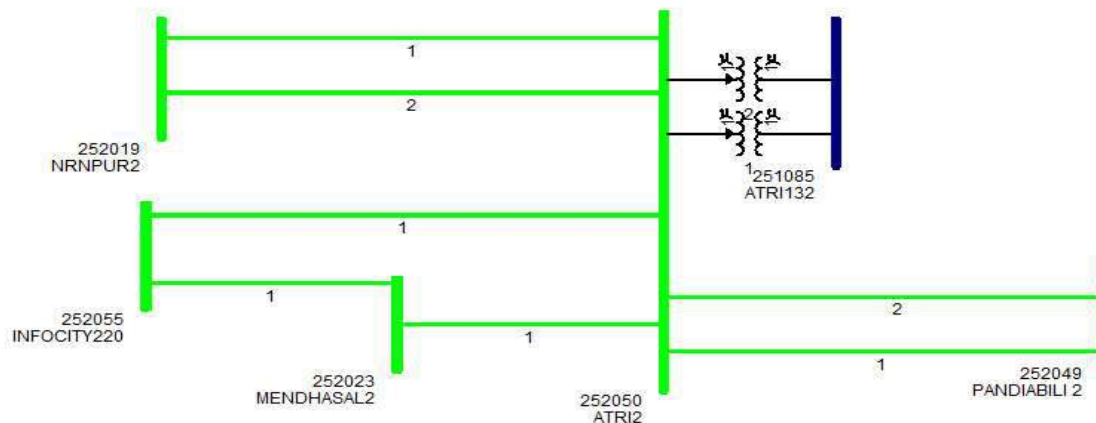 1
2
252019
NRNPUR2
2
1
251085
ATRI132
1
1
252055
INFOCITY220
1
252023
MENDHASAL2
252050
ATRI2
2
1
252049
PANDIABILI 2